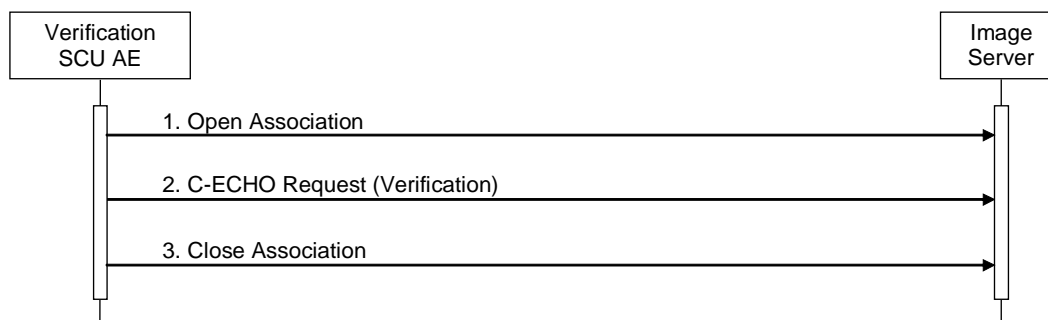 Verification
SCU AE
Image
Server
1. Open Association
2. C-ECHO Request (Verification)
3. Close Association